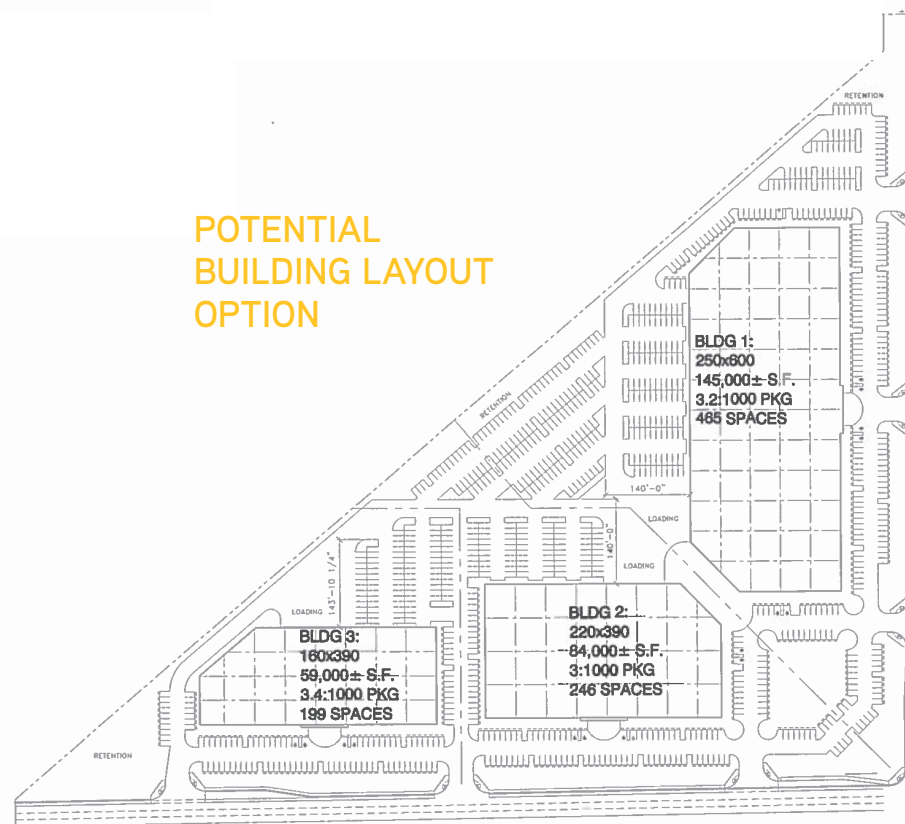 RETENTION
POTENTIAL
BUILDING LAYOUT
OPTION
BLDG 1:
250x600
145,000± S.F.
3.2:1000 PKG
465 SPACES
RETENTION
140'-0"
LOADING
140'-0"
LOADING
143'-10 1/4"
LOADING
BLDG 2:
220x390
84,000± S.F.
3:1000 PKG
246 SPACES
BLDG 3:
160x390
59,000± S.F.
3.4:1000 PKG
199 SPACES
RETENTION